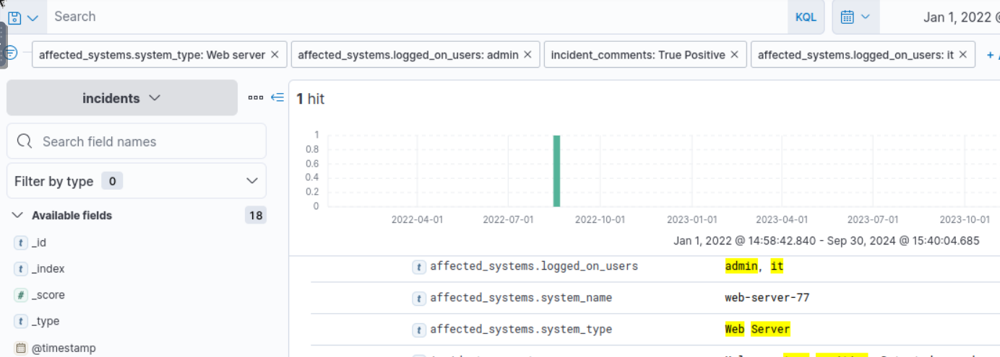 Search
KQL
Jan 1, 2022 @
affected_systems.system_type: Web server ×
affected_systems.logged_on_users: admin ×
incident_comments: True Positive ×
affected_systems.logged_on_users: it ×
+
incidents
1 hit
Search field names
Filter by type 0
Available fields 18
t _id
t _index
# _score
t _type
@timestamp
1
0.8
0.6
0.4
0.2
0
2022-04-01 2022-07-01 2022-10-01 2023-01-01 2023-04-01 2023-07-01 2023-10-01
Jan 1, 2022 @ 14:58:42.840 - Sep 30, 2024 @ 15:40:04.685
t affected_systems.logged_on_users admin, it
t affected_systems.system_name web-server-77
t affected_systems.system_type Web Server